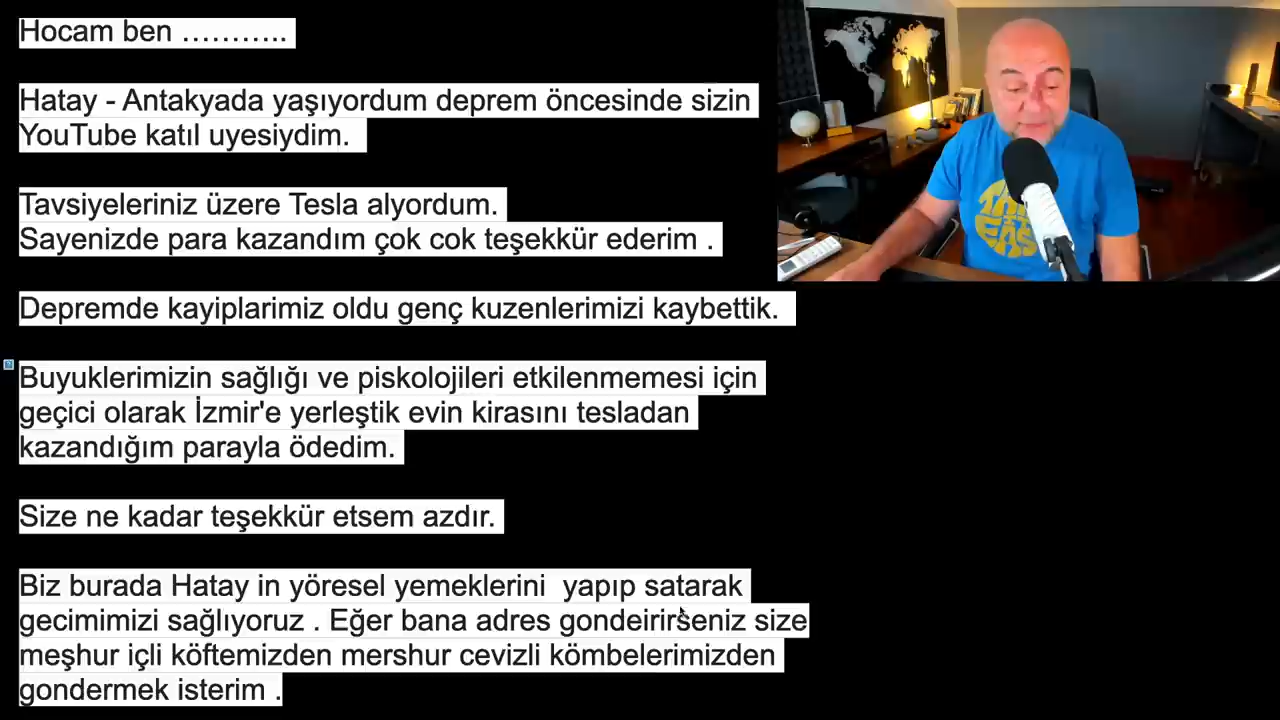 Hocam ben ………..
Hatay - Antakyada yaşıyordum deprem öncesinde sizin
YouTube katıl uyesiydim.
Tavsiyeleriniz üzere Tesla alyordum.
Sayenizde para kazandım çok cok teşekkür ederim .
Depremde kayiplarimiz oldu genç kuzenlerimizi kaybettik.
Buyuklerimizin sağlığı ve piskolojileri etkilenmemesi için
geçici olarak İzmir'e yerleştik evin kirasını tesladan
kazandığım parayla ödedim.
Size ne kadar teşekkür etsem azdır.
Biz burada Hatay in yöresel yemeklerini  yapıp satarak
gecimimizi sağlıyoruz . Eğer bana adres gondeirirseniz size
meşhur içli köftemizden mershur cevizli kömbelerimizden
gondermek isterim .